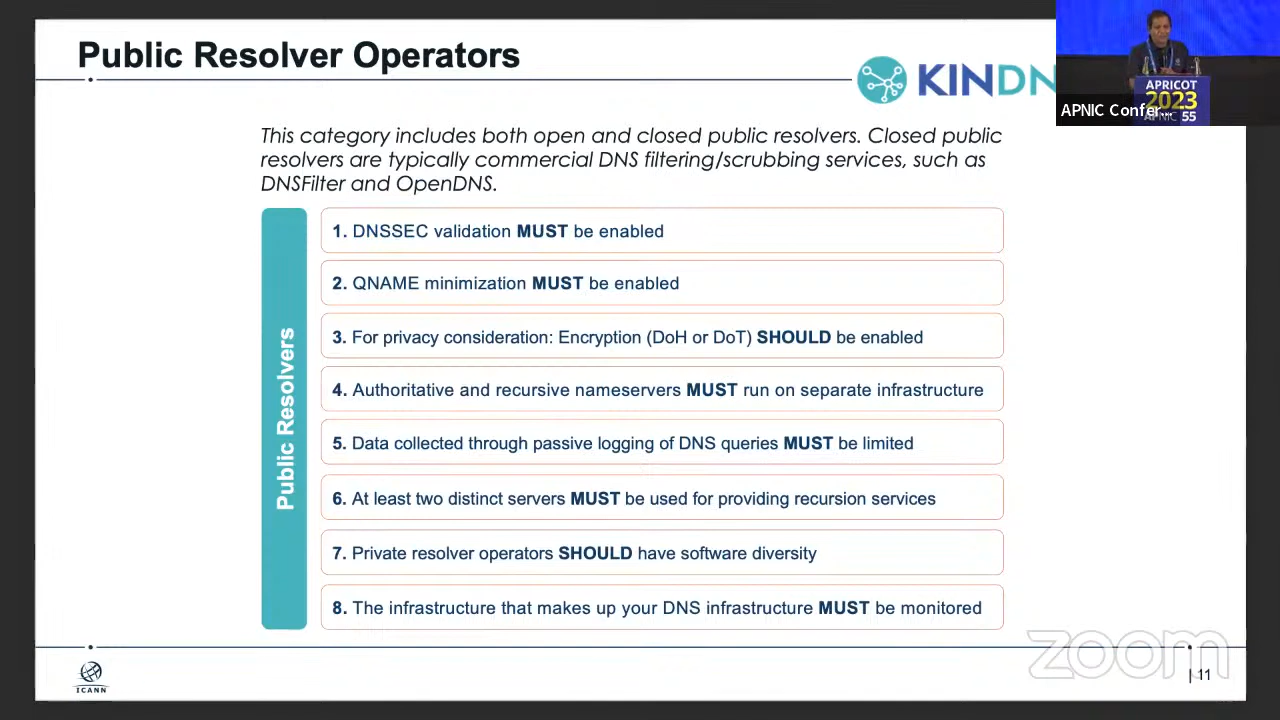 Public Resolver Operators
KINDN
APRICOT
2023
APNIC 55
APNIC Confer...
This category includes both open and closed public resolvers. Closed public
resolvers are typically commercial DNS filtering/scrubbing services, such as
DNSFilter and OpenDNS.
Public Resolvers
1. DNSSEC validation MUST be enabled
2. QNAME minimization MUST be enabled
3. For privacy consideration: Encryption (DoH or DoT) SHOULD be enabled
4. Authoritative and recursive nameservers MUST run on separate infrastructure
5. Data collected through passive logging of DNS queries MUST be limited
6. At least two distinct servers MUST be used for providing recursion services
7. Private resolver operators SHOULD have software diversity
8. The infrastructure that makes up your DNS infrastructure MUST be monitored
ICANN
zoom
| 11